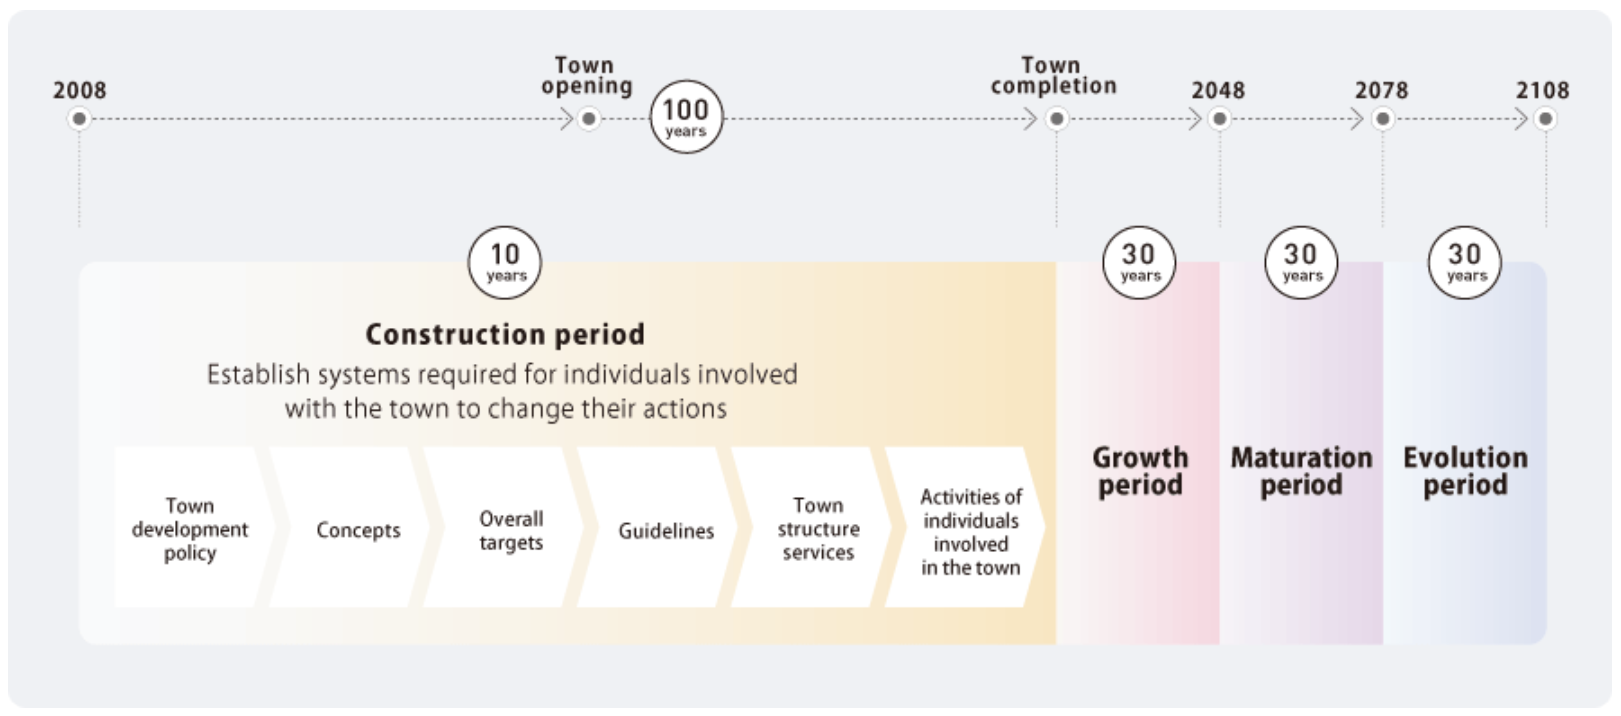 2008
Town
opening
100
years
Town
completion
2048
2078
2108
10
years
30
years
30
years
30
years
Construction period
Establish systems required for individuals involved
with the town to change their actions
Town
development
policy
Concepts
Overall
targets
Guidelines
Town
structure
services
Activities of
individuals
involved
in the town
Growth
period
Maturation
period
Evolution
period